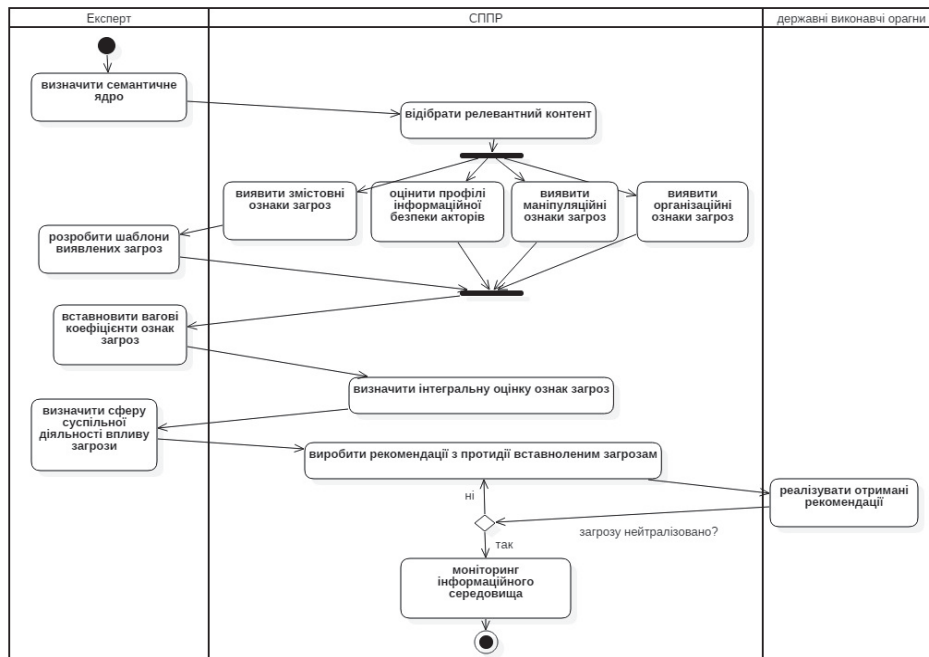 Експерт
СППР
державні виконавчі орагни
визначити семантичне
ядро
відібрати релевантний контент
виявити змістовні
ознаки загроз
оцінити профілі
інформаційної
безпеки акторів
виявити
маніпуляційні
ознаки загроз
виявити
організаційні
ознаки загроз
розробити шаблони
виявлених загроз
вставновити вагові
коефіцієнти ознак
загроз
визначити інтегральну оцінку ознак загроз
визначити сферу
суспільної
діяльності впливу
загрози
виробити рекомендації з протидії вставноленим загрозам
реалізувати отримані
рекомендації
ні
загрозу нейтралізовано?
так
моніторинг
інформаційного
середовища